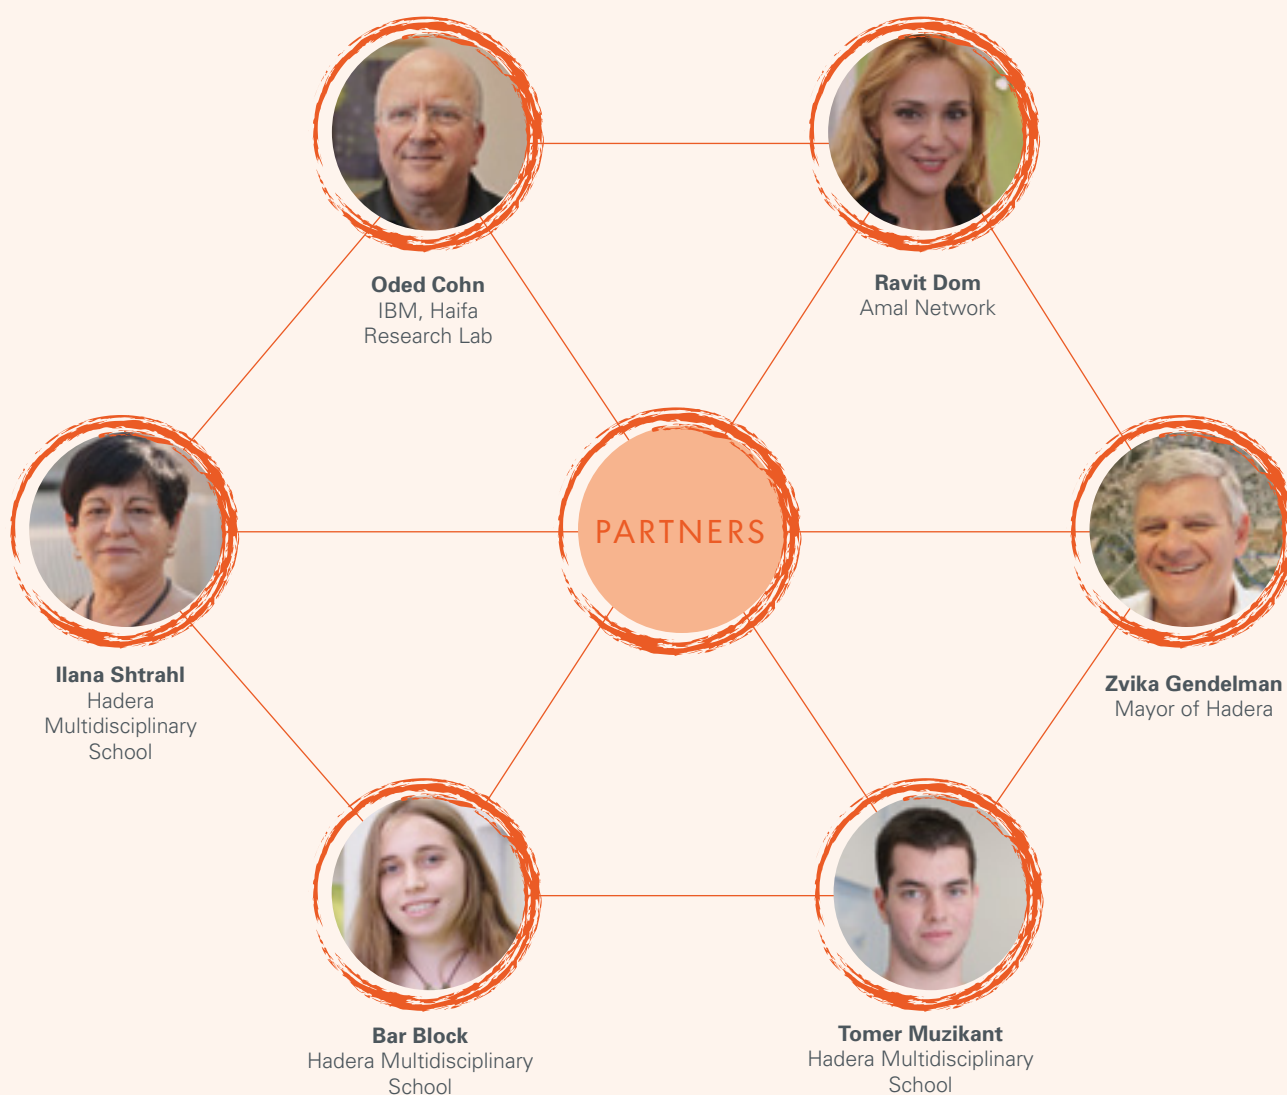 Oded Cohn
IBM, Haifa
Research Lab
Ravit Dom
Amal Network
PARTNERS
Ilana Shtrahl
Hadera
Multidisciplinary
School
Zvika Gendelman
Mayor of Hadera
Bar Block
Hadera Multidisciplinary
School
Tomer Muzikant
Hadera Multidisciplinary
School